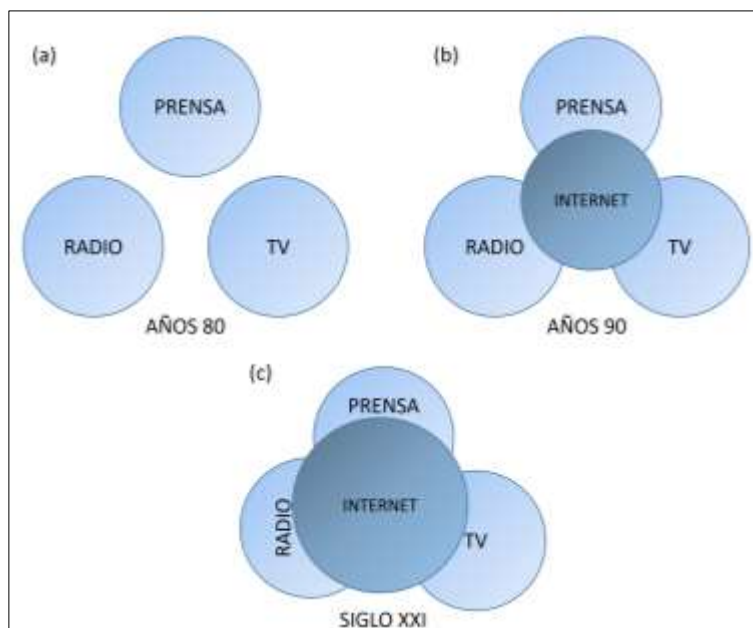 (a)
PRENSA
RADIO
TV
AÑOS 80
(b)
PRENSA
INTERNET
RADIO
TV
AÑOS 90
(c)
PRENSA
INTERNET
RADIO
TV
SIGLO XXI